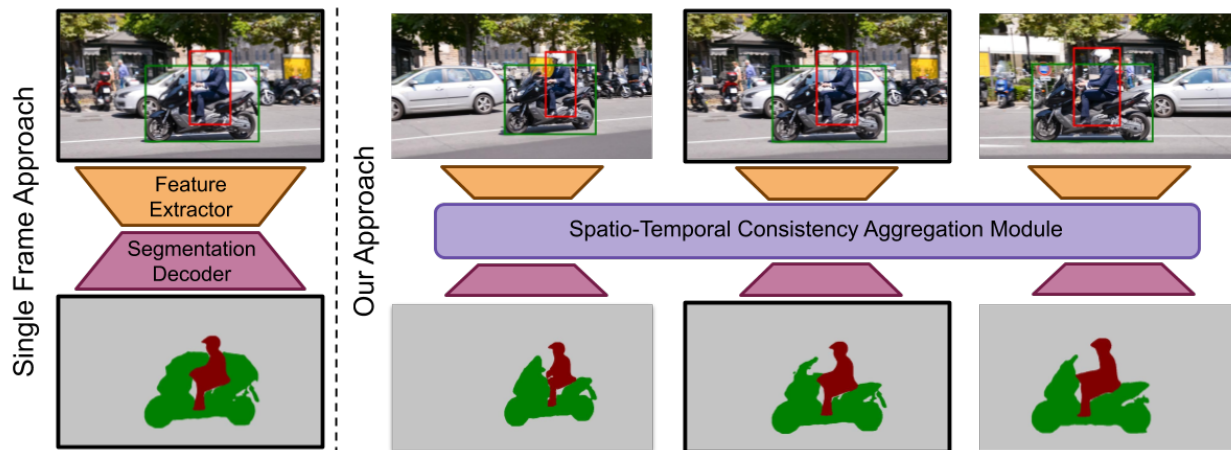 Single Frame Approach
Feature
Extractor
Segmentation
Decoder
Our Approach
Spatio-Temporal Consistency Aggregation Module